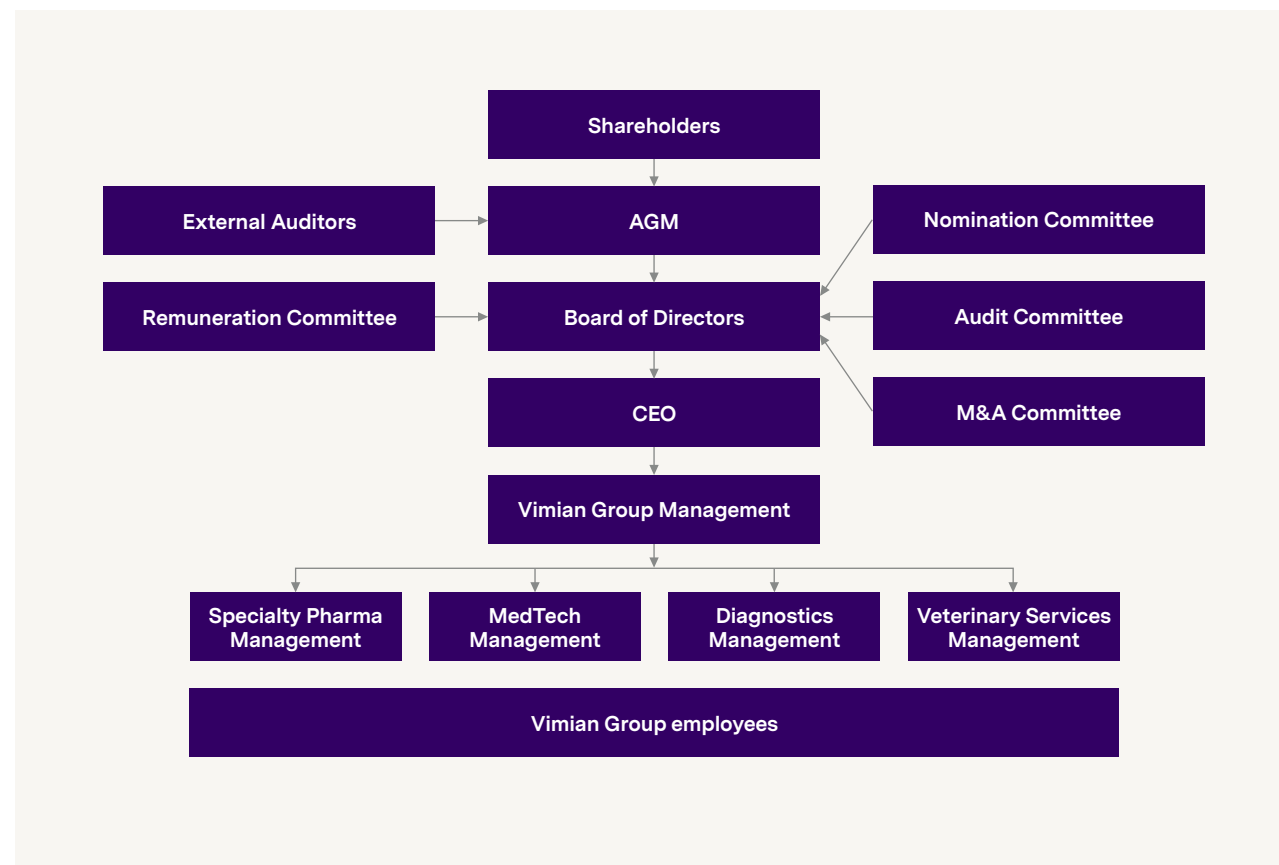 Shareholders
External Auditors
AGM
Nomination Committee
Remuneration Committee
Board of Directors
Audit Committee
CEO
M&A Committee
Vimian Group Management
Specialty Pharma
Management
MedTech
Management
Diagnostics
Management
Veterinary Services
Management
Vimian Group employees